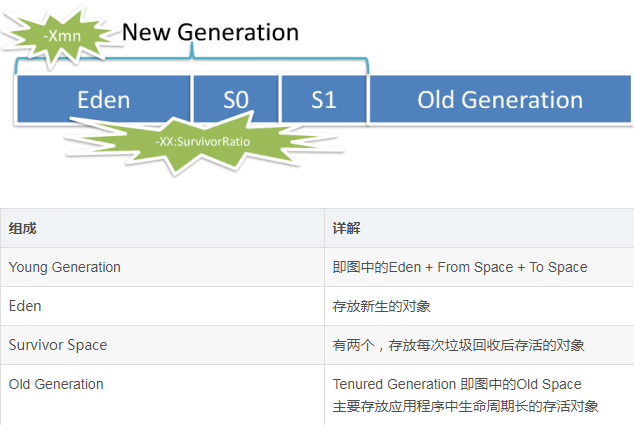 -Xmn
New Generation
Eden
S0
S1
Old Generation
-XX:SurvivorRatio
组成
详解
Young Generation
即图中的Eden + From Space + To Space
Eden
存放新生的对象
Survivor Space
有两个，存放每次垃圾回收后存活的对象
Old Generation
Tenured Generation 即图中的Old Space
主要存放应用程序中生命周期长的存活对象